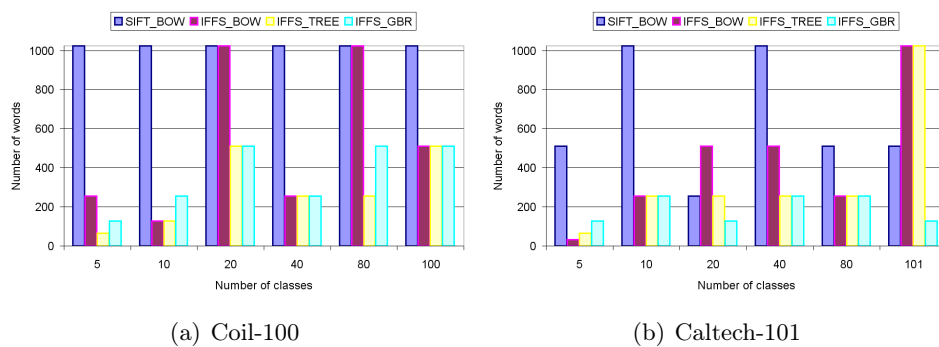 SIFT_BOW IFFS_BOW IFFS_TREE IFFS_GBR
1000
800
600
400
200
0
Number of words
5 10 20 40 80 100
Number of classes
(a) Coil-100
SIFT_BOW IFFS_BOW IFFS_TREE IFFS_GBR
1000
800
600
400
200
0
Number of words
5 10 20 40 80 101
Number of classes
(b) Caltech-101